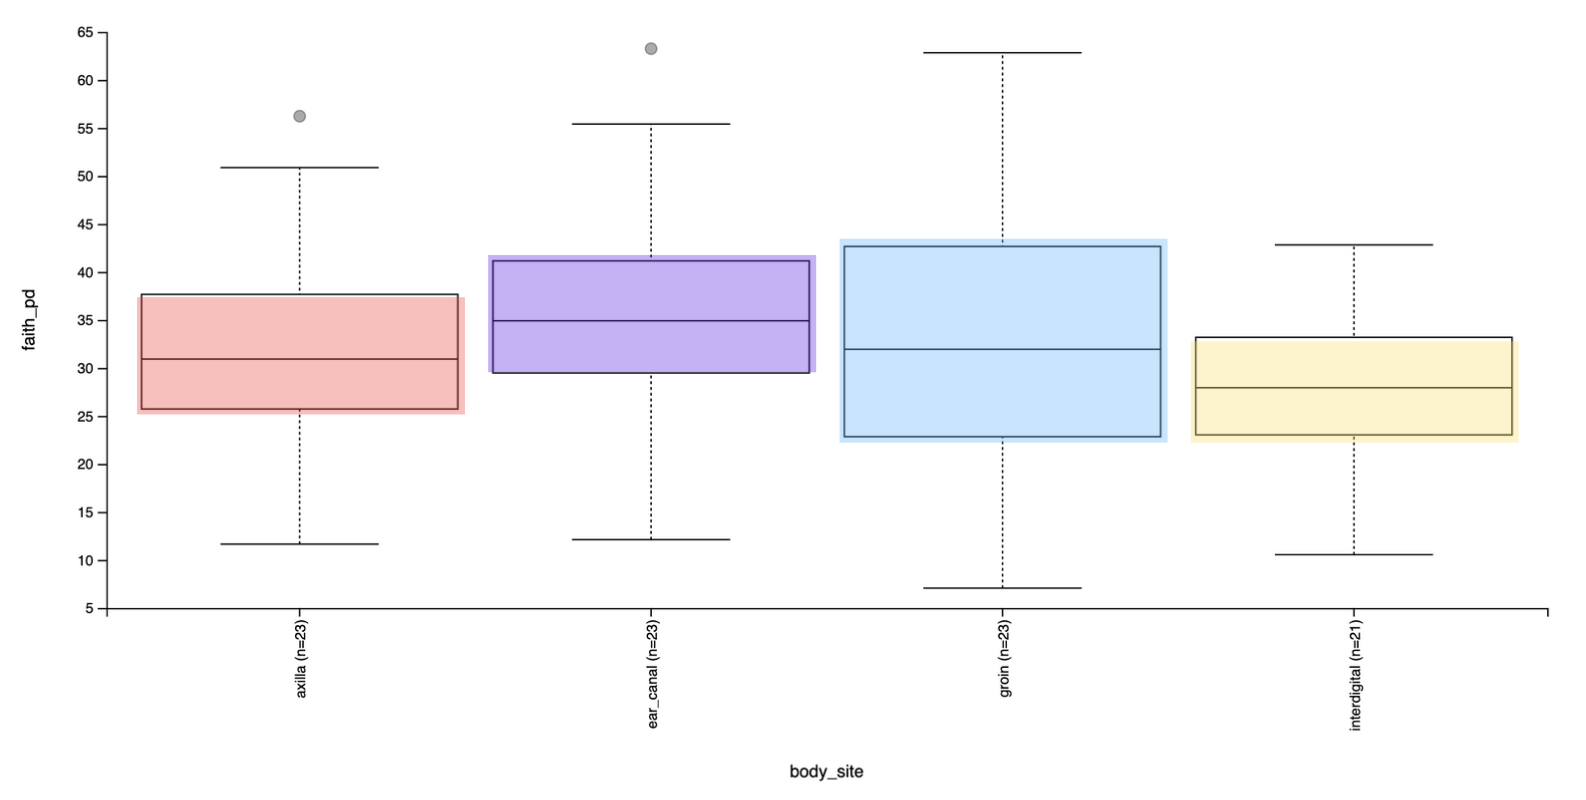 65
60
55
50
45
40
35
30
25
20
15
10
5
faith_pd
axilla (n=23)
ear_canal (n=23)
groin (n=23)
interdigital (n=21)
body_site